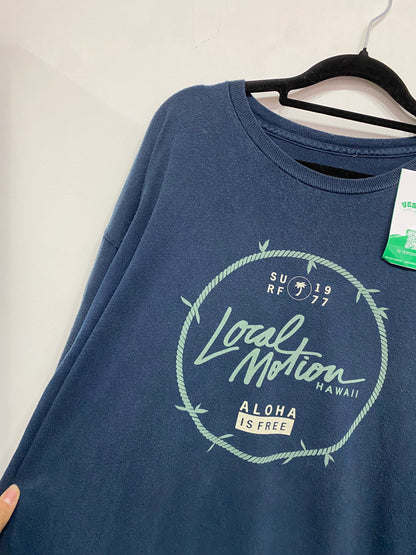 SU 19
RF 77
Local
Motion
HAWAII
ALOHA
IS FREE